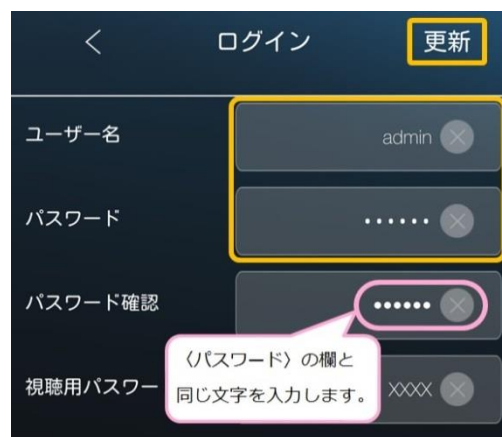 ログイン
更新
ユーザー名
admin
パスワード
••••••
パスワード確認
••••••
〈パスワード〉の欄と
同じ文字を入力します。
視聴用パスワー
XXXX